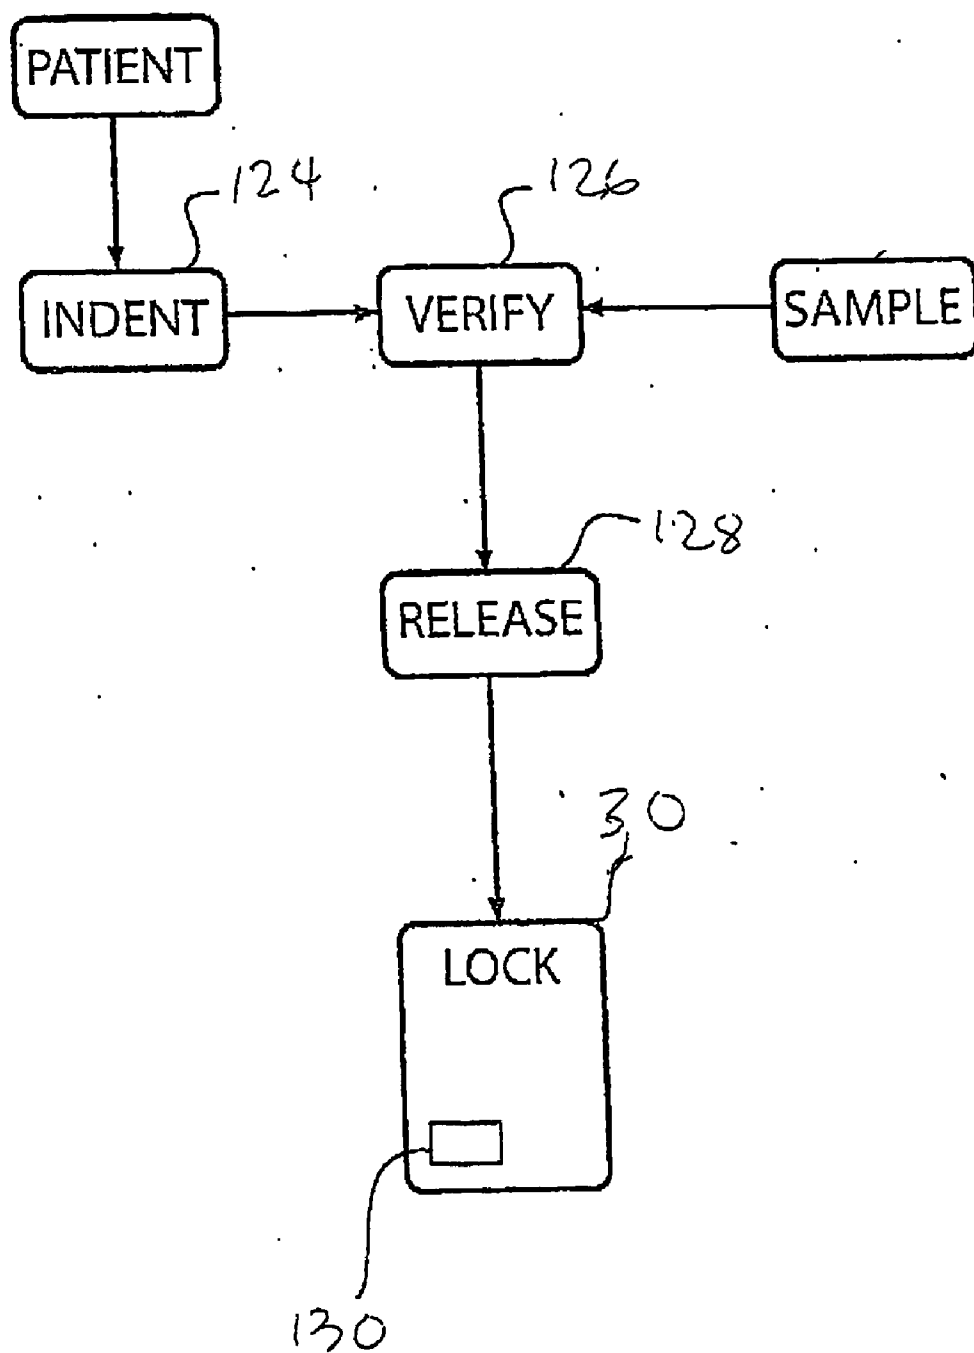 PATIENT
124
126
INDENT
VERIFY
SAMPLE
128
RELEASE
30
LOCK
130